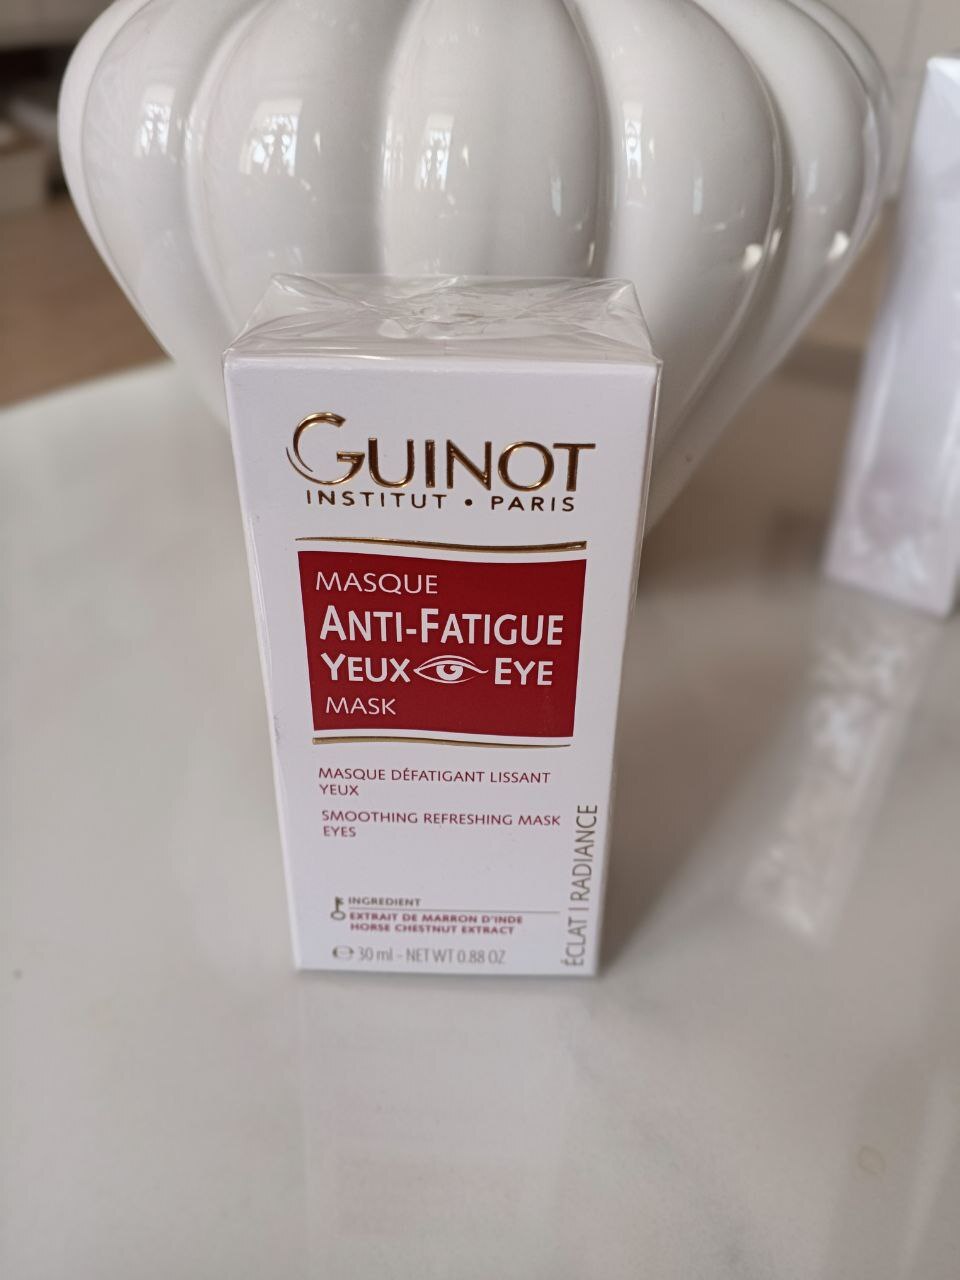 GUINOT
INSTITUT • PARIS
MASQUE
ANTI-FATIGUE
YEUX EYE
MASK
MASQUE DÉFATIGANT LISSANT
YEUX
SMOOTHING REFRESHING MASK
EYES
ÉCLAT | RADIANCE
INGREDIENT
EXTRAIT DE MARRON D'INDE
HORSE CHESTNUT EXTRACT
℮ 30 ml - NET WT 0.88 OZ